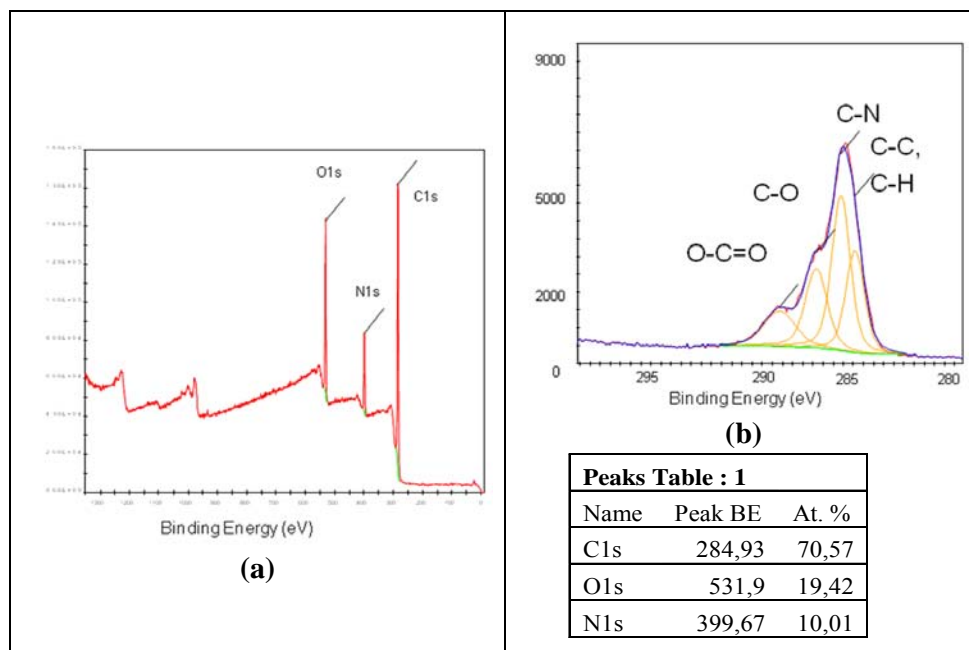 O1s
C1s
N1s
Binding Energy (eV)
(a)
9000
5000
2000
0
C-N
C-C,
C-H
C-O
O-C=O
295
290
285
280
Binding Energy (eV)
(b)
Peaks Table : 1
Name Peak BE At. %
C1s 284,93 70,57
O1s 531,9 19,42
N1s 399,67 10,01